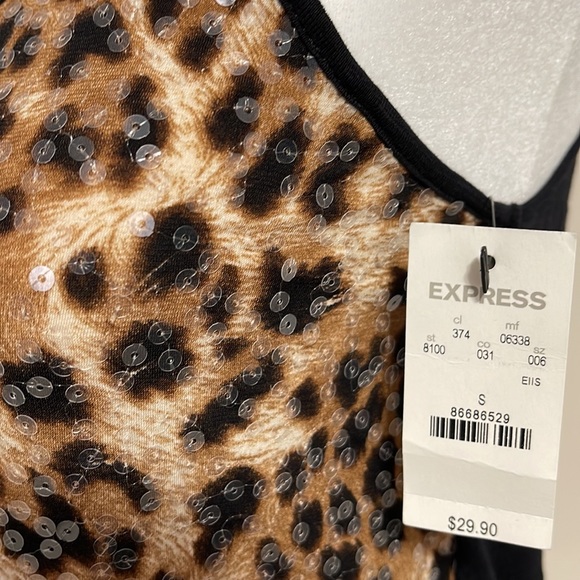 EXPRESS
cl mf
374 06338
st co sz
8100 031 006
EIIS
S
86686529
$29.90